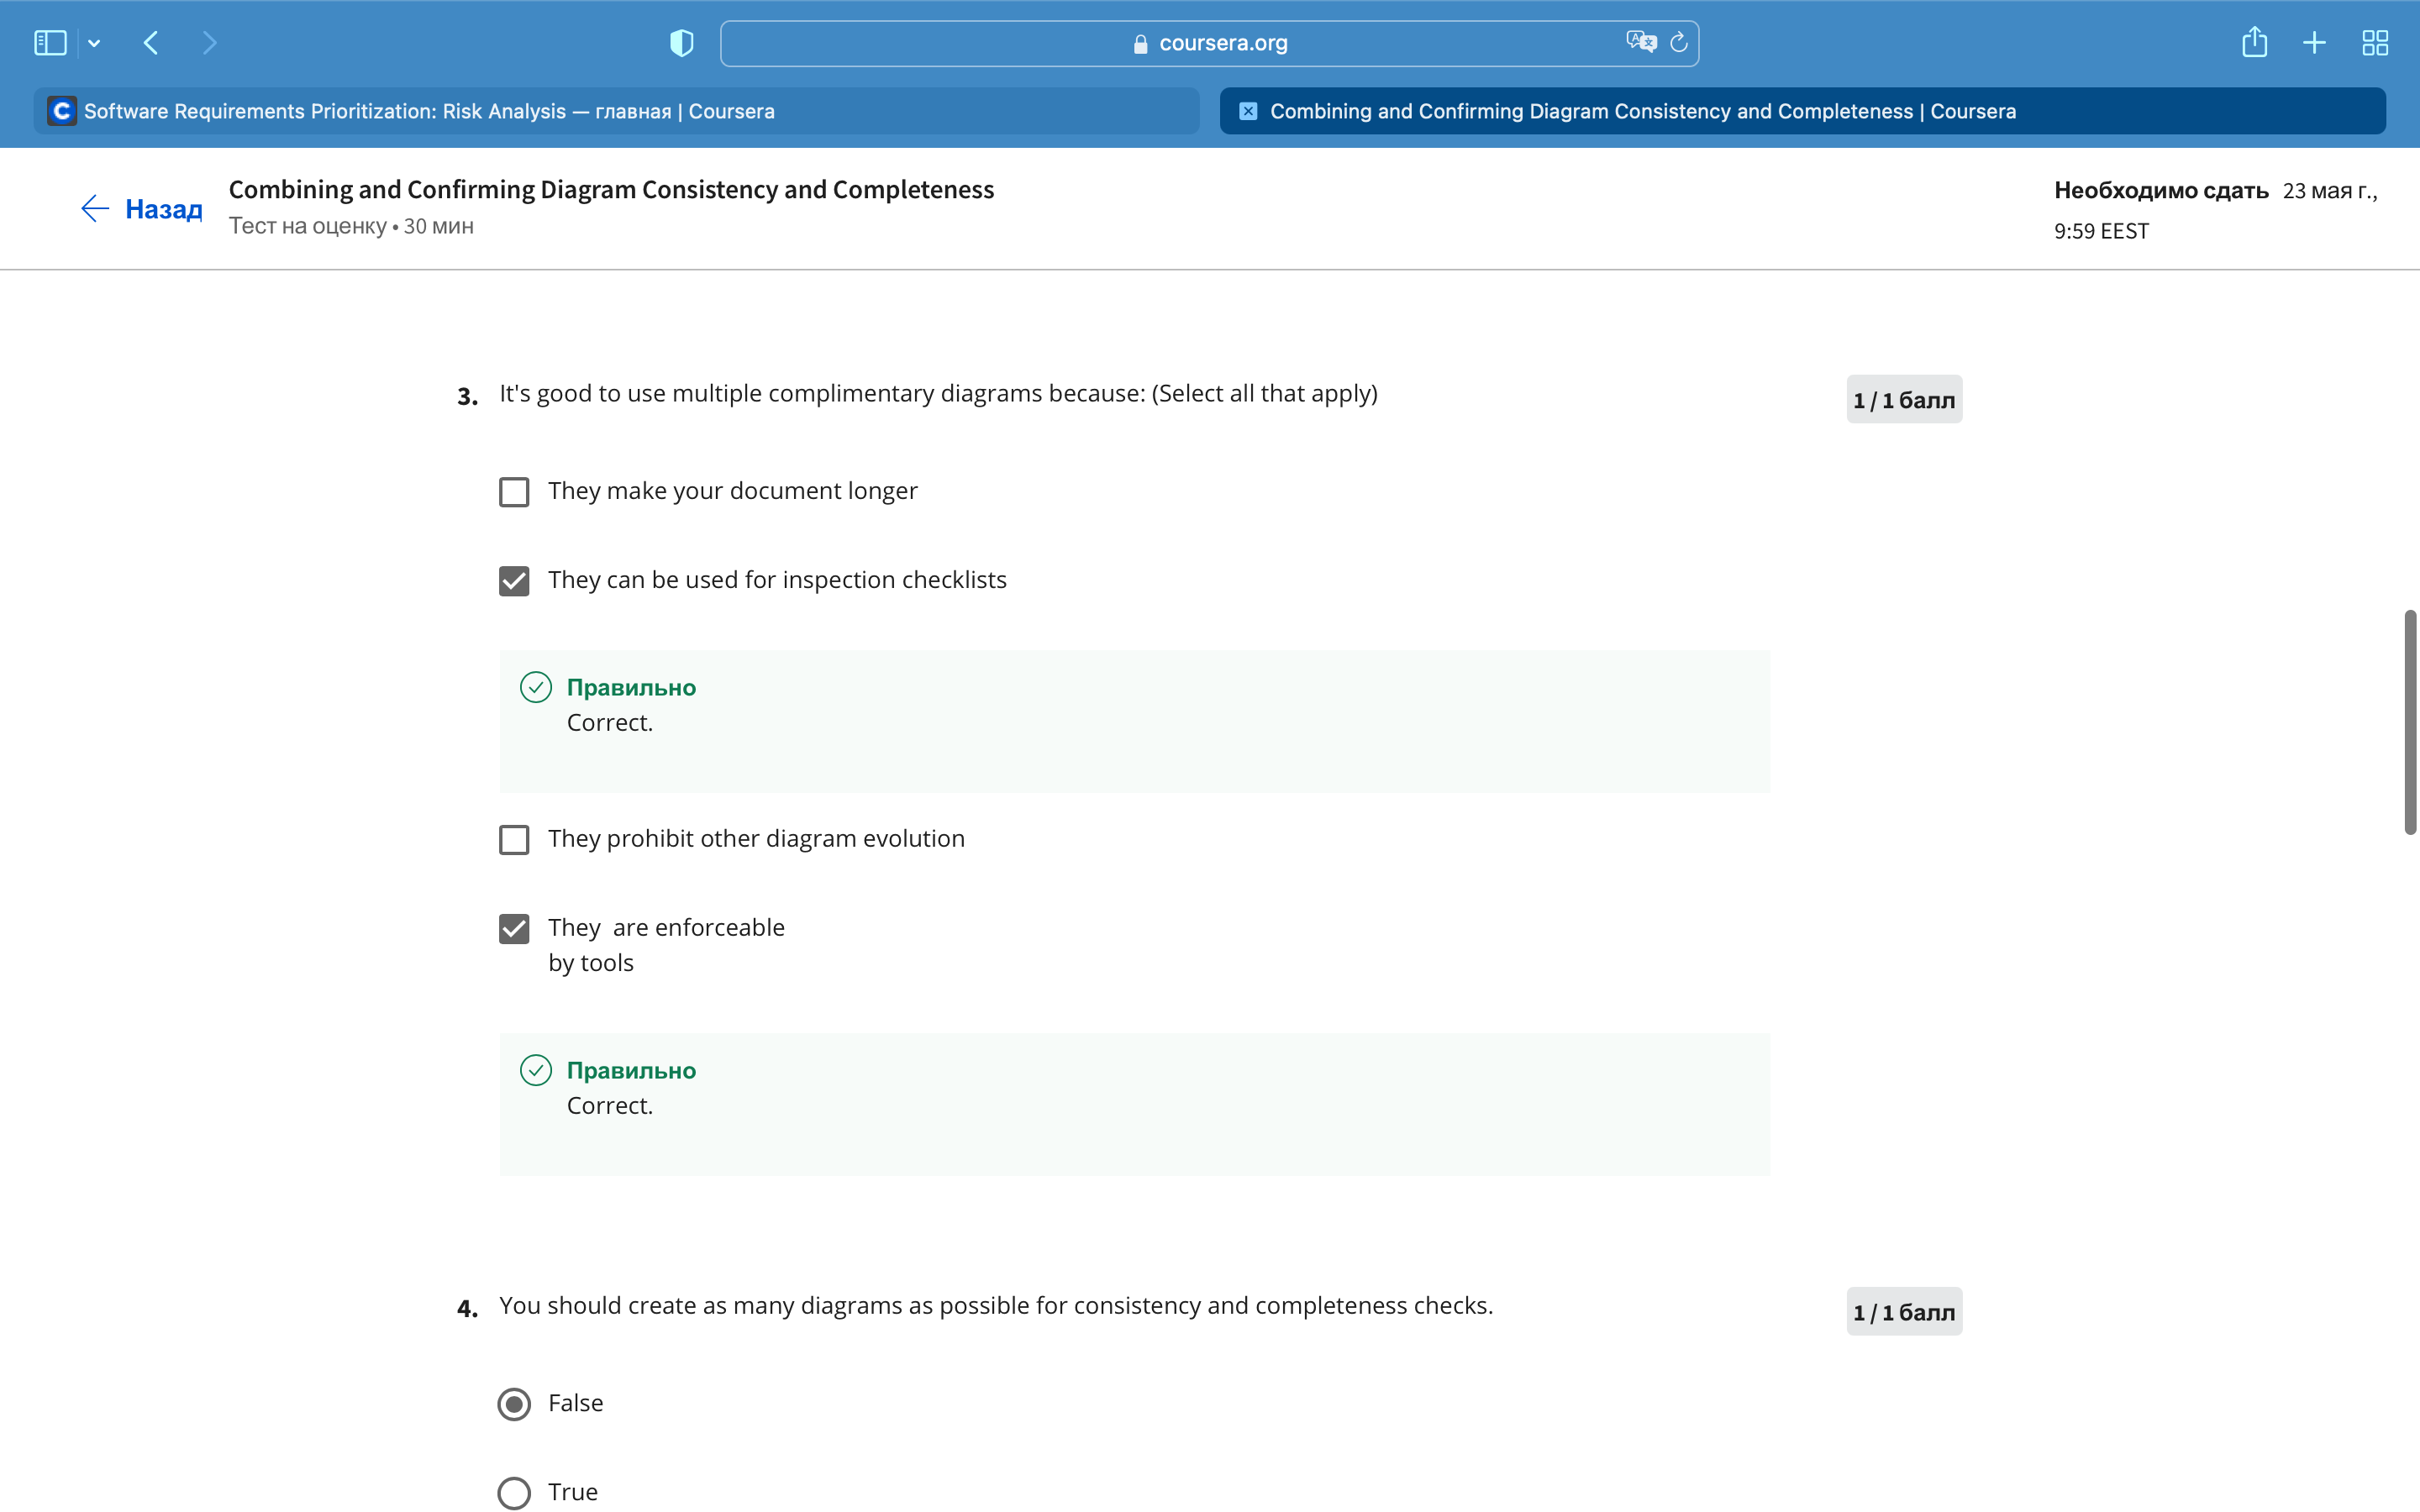 coursera.org
Software Requirements Prioritization: Risk Analysis — главная | Coursera
Combining and Confirming Diagram Consistency and Completeness | Coursera
Назад
Combining and Confirming Diagram Consistency and Completeness
Тест на оценку • 30 мин
Необходимо сдать 23 мая г.,
9:59 EEST
3. It's good to use multiple complimentary diagrams because: (Select all that apply)
1 / 1 балл
They make your document longer
They can be used for inspection checklists
Правильно
Correct.
They prohibit other diagram evolution
They are enforceable
by tools
Правильно
Correct.
4. You should create as many diagrams as possible for consistency and completeness checks.
1 / 1 балл
False
True